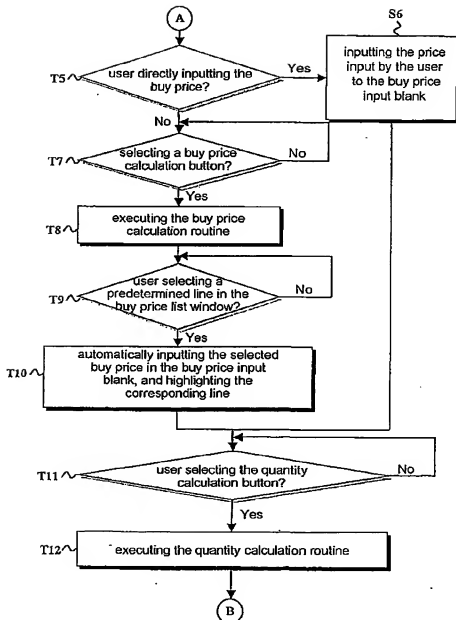 A
S6
T5
user directly inputting the
buy price?
Yes
inputting the price
input by the user
to the buy price
input blank
No
T7
selecting a buy price
calculation button?
No
Yes
T8
executing the buy price
calculation routine
T9
user selecting a
predetermined line in the
buy price list window?
No
Yes
T10
automatically inputting the selected
buy price in the buy price input
blank, and highlighting the
corresponding line
T11
user selecting the quantity
calculation button?
No
Yes
T12
executing the quantity calculation routine
B